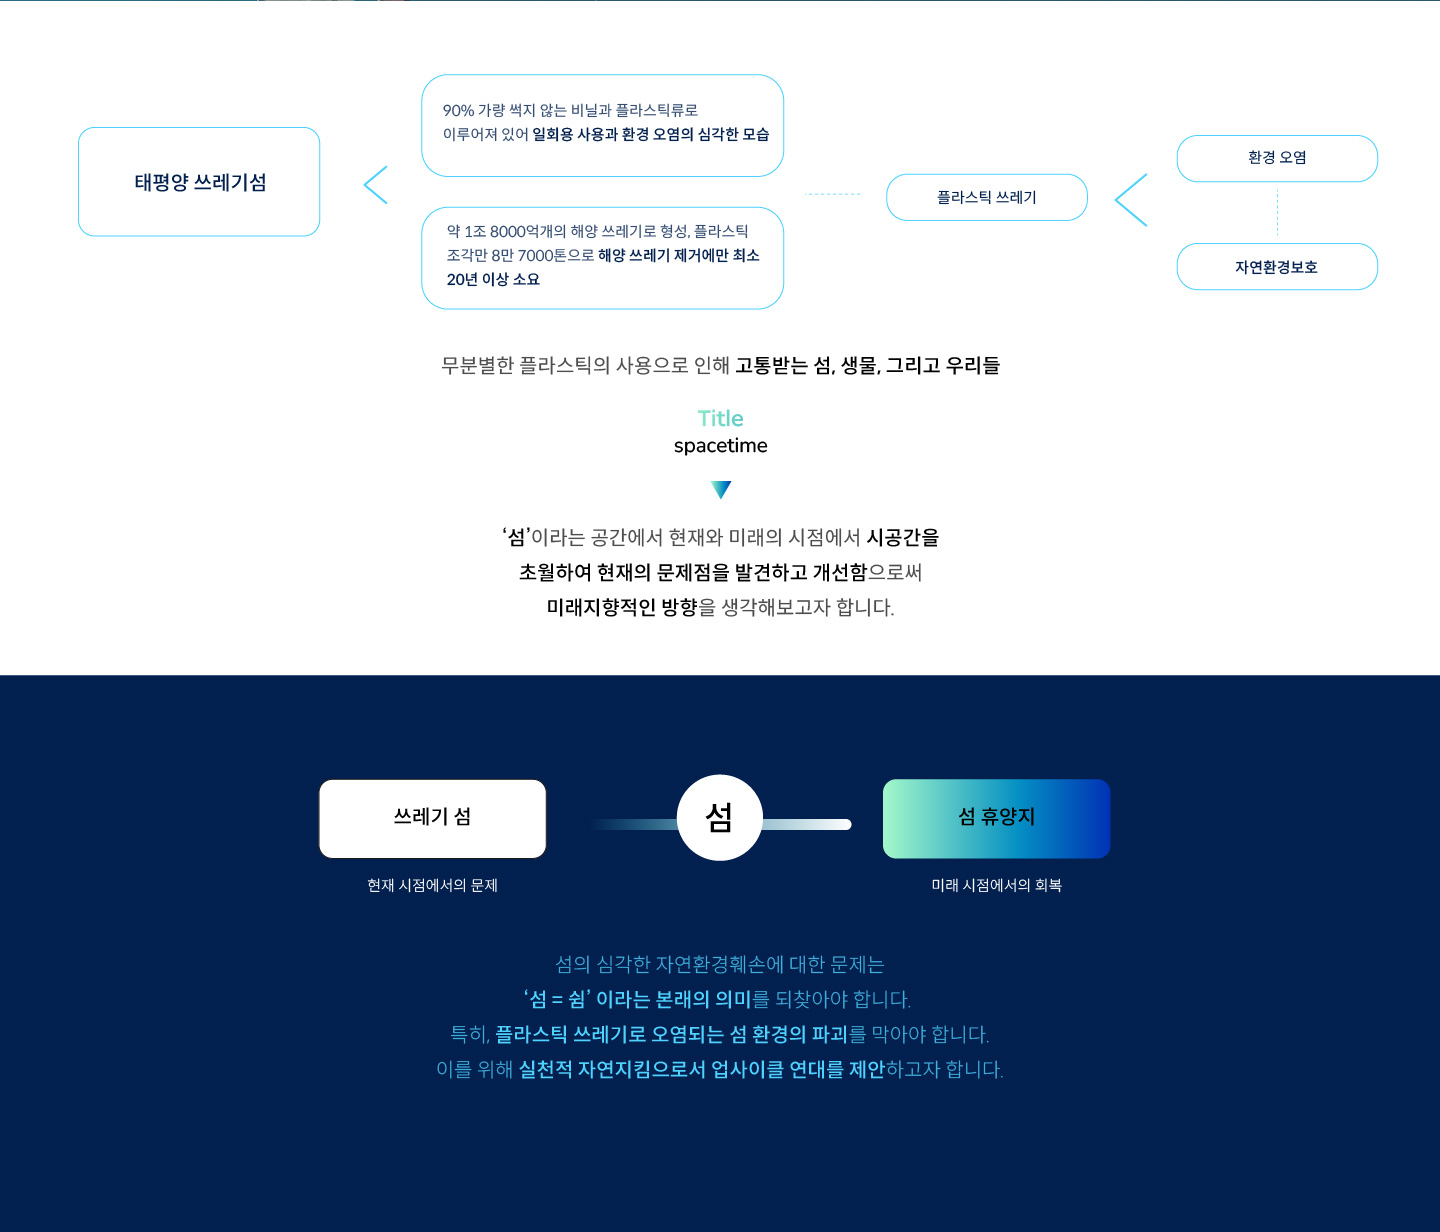 태평양 쓰레기섬
90% 가량 썩지 않는 비닐과 플라스틱류로
이루어져 있어 일회용 사용과 환경 오염의 심각한 모습
약 1조 8000억개의 해양 쓰레기로 형성, 플라스틱
조각만 8만 7000톤으로 해양 쓰레기 제거에만 최소
20년 이상 소요
플라스틱 쓰레기
환경 오염
자연환경보호
무분별한 플라스틱의 사용으로 인해 고통받는 섬, 생물, 그리고 우리들
Title
spacetime
‘섬’이라는 공간에서 현재와 미래의 시점에서 시공간을
초월하여 현재의 문제점을 발견하고 개선함으로써
미래지향적인 방향을 생각해보고자 합니다.
쓰레기 섬
섬
섬 휴양지
현재 시점에서의 문제
미래 시점에서의 회복
섬의 심각한 자연환경훼손에 대한 문제는
‘섬 = 쉼’ 이라는 본래의 의미를 되찾아야 합니다.
특히, 플라스틱 쓰레기로 오염되는 섬 환경의 파괴를 막아야 합니다.
이를 위해 실천적 자연지킴으로서 업사이클 연대를 제안하고자 합니다.